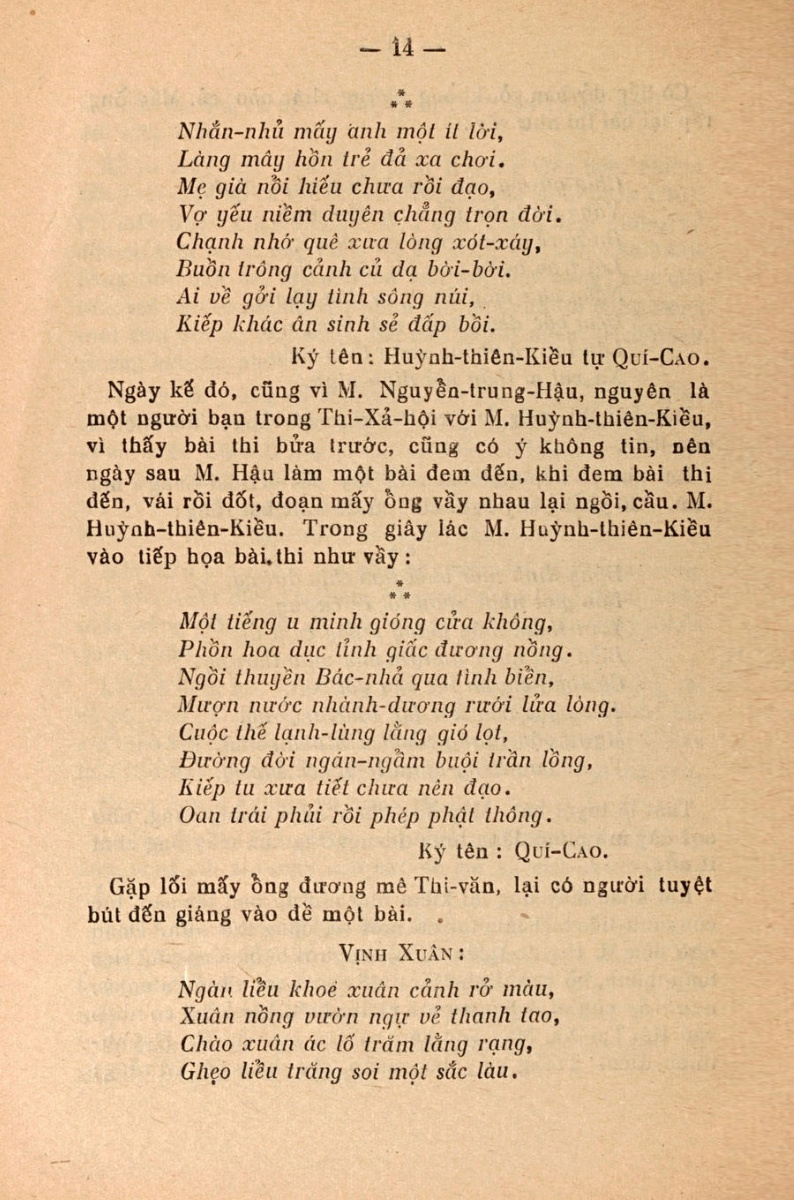 — 14 —
*
* *
Nhắn-nhủ mấy anh một ít lời,
Làng mây hồn trẻ đả xa chơi.
Mẹ già nỗi hiếu chưa rồi đạo,
Vợ yếu niềm duyên chẳng trọn đời.
Chạnh nhớ quê xưa lòng xót-xáy,
Buồn trông cảnh củ dạ bời-bời.
Ai về gởi lạy tình sông núi,
Kiếp khác ân sinh sẻ đấp bồi.
Ký tên: Huỳnh-thiên-Kiều tự QUÍ-CAO.
Ngày kế đó, cũng vì M. Nguyễn-trung-Hậu, nguyên là
một người bạn trong Thi-Xả-hội với M. Huỳnh-thiên-Kiều,
vì thấy bài thi bửa trước, cũng có ý không tin, nên
ngày sau M. Hậu làm một bài đem đến, khi đem bài thi
đến, vái rồi đốt, đoạn mấy ổng vầy nhau lại ngồi, cầu. M.
Huỳnh-thiên-Kiều. Trong giây lác M. Huỳnh-thiên-Kiều
vào tiếp họa bài thi như vầy:
*
* *
Một tiếng u minh gióng cửa không,
Phồn hoa dục tỉnh giấc đương nồng.
Ngồi thuyền Bác-nhả qua tình biển,
Mượn nước nhành-dương rưới lửa lòng.
Cuộc thế lạnh-lùng lằng gió lọt,
Đường đời ngán-ngẩm buội trần lồng,
Kiếp tu xưa tiết chưa nên đạo.
Oan trái phải rồi phép phật thông.
Ký tên: QUÍ-CAO.
Gặp lối mấy ổng đương mê Thi-văn, lại có người tuyệt
bút đến giáng vào đề một bài.
VỊNH XUÂN:
Ngàn liễu khoẻ xuân cảnh rở màu,
Xuân nồng vườn ngự vẻ thanh tao,
Chào xuân ác lố trăm lằng rạng,
Ghẹo liễu trăng soi một sắc làu.